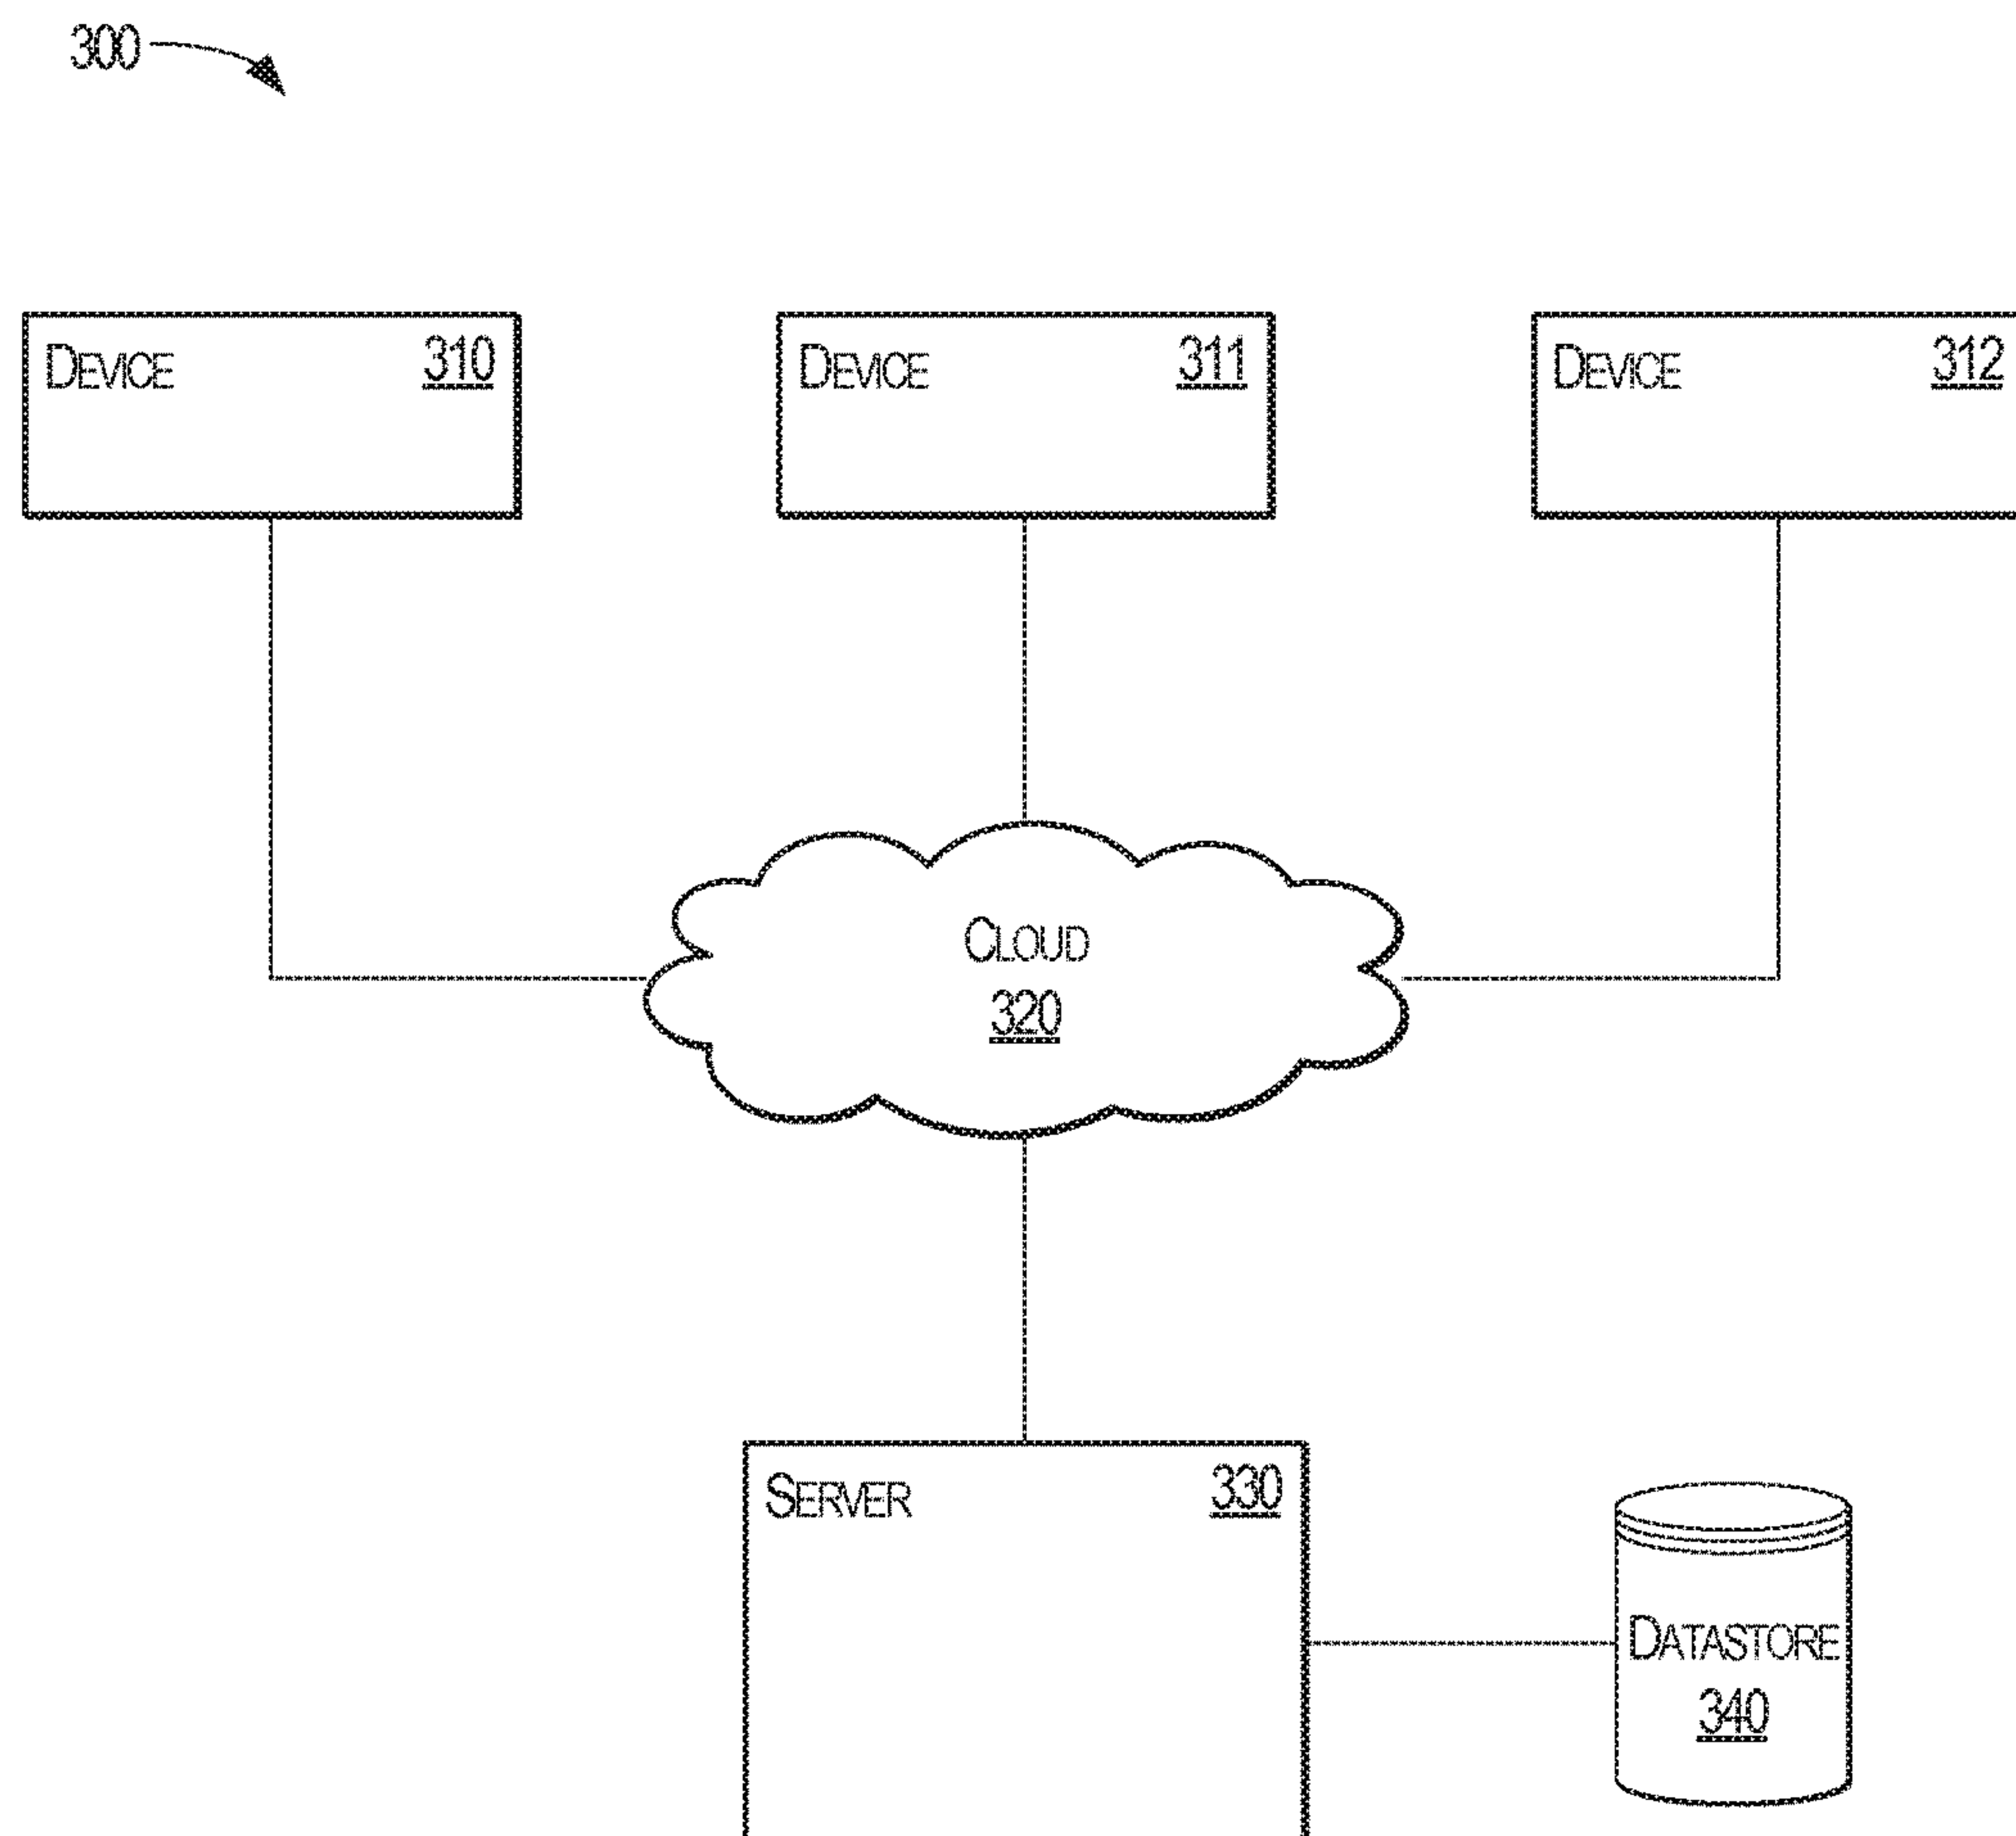 300
DEVICE 310
DEVICE 311
DEVICE 312
CLOUD
320
SERVER 330
DATASTORE
340